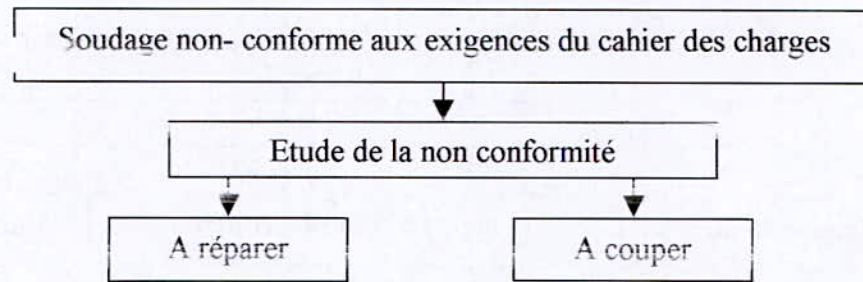 Soudage non- conforme aux exigences du cahier des charges
Etude de la non conformité
A réparer
A couper